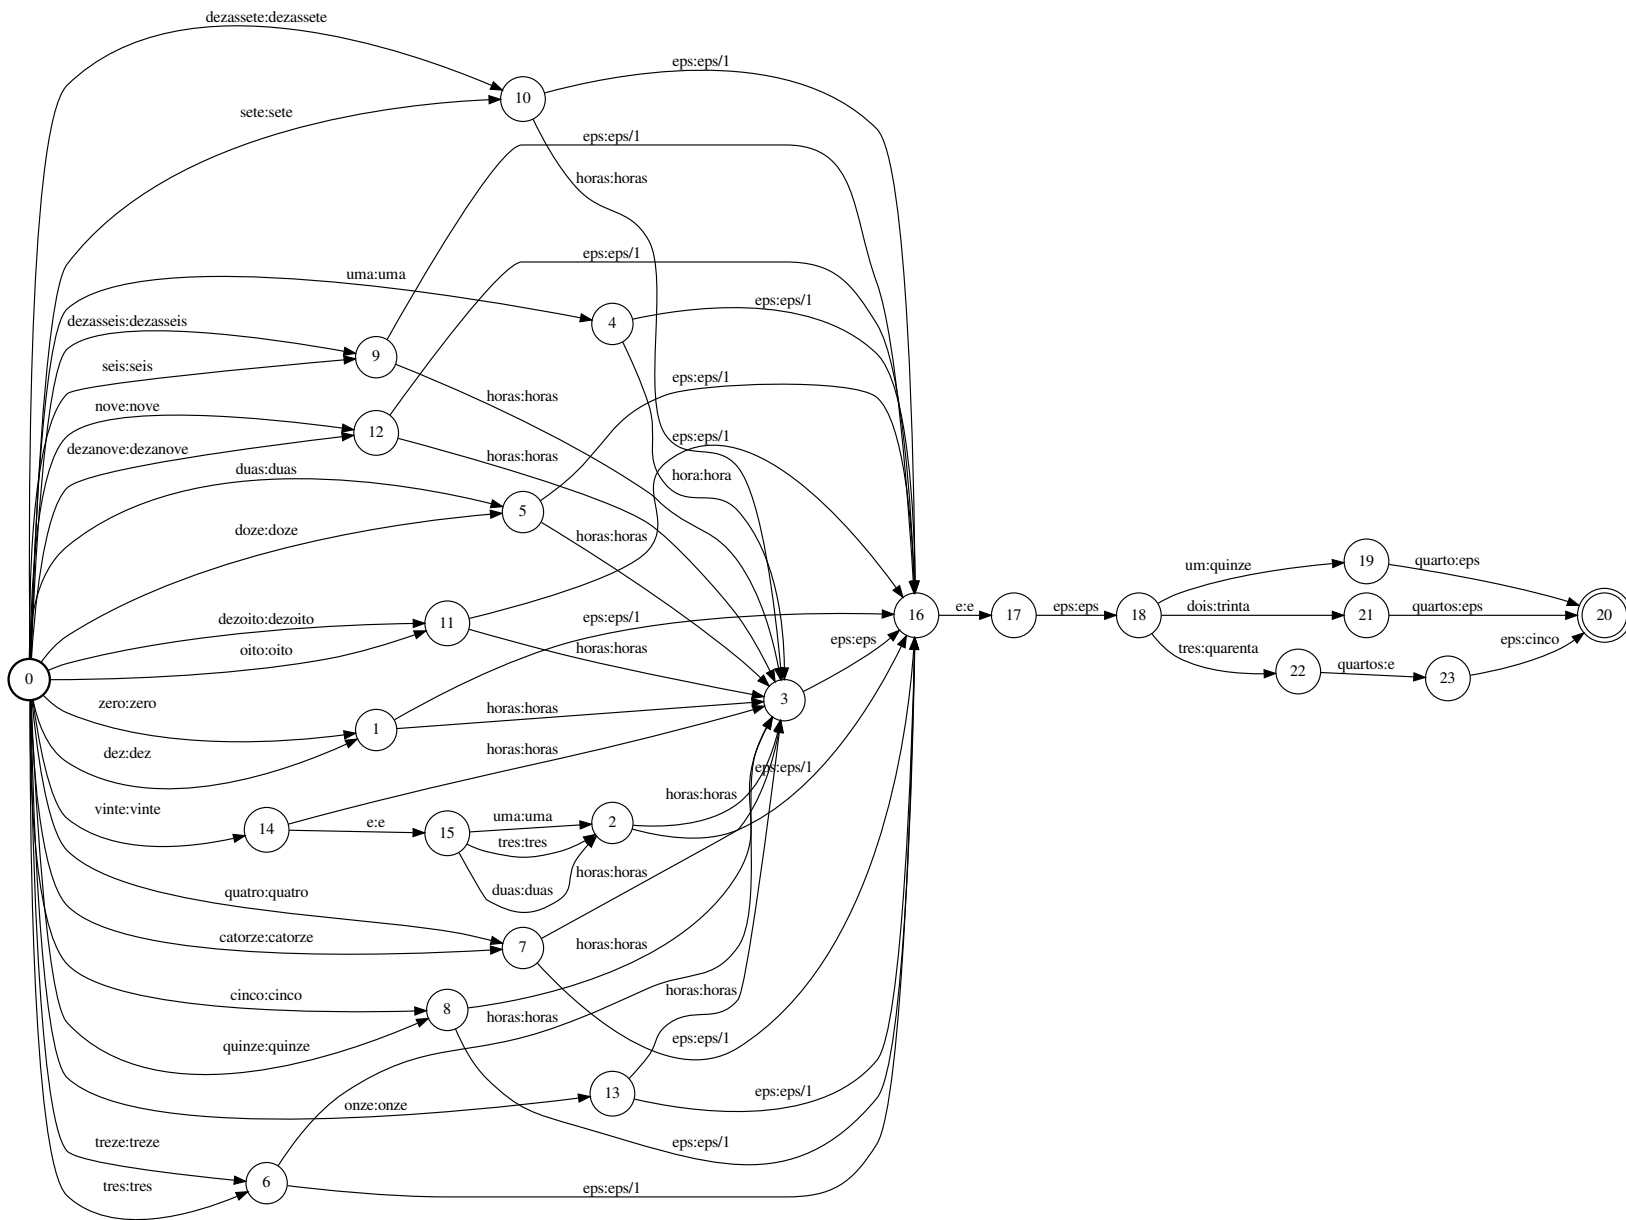 dezassete:dezassete
eps:eps/1
10
sete:sete
eps:eps/1
horas:horas
eps:eps/1
uma:uma
eps:eps/1
4
dezasseis:dezasseis
9
seis:seis
eps:eps/1
horas:horas
nove:nove
12
eps:eps/1
dezanove:dezanove
horas:horas
duas:duas
hora:hora
5
doze:doze
horas:horas
um:quinze
19
quarto:eps
dezoito:dezoito
11
eps:eps/1
16
e:e
17
eps:eps
18
dois:trinta
21
quartos:eps
20
oito:oito
horas:horas
eps:eps
eps:cinco
tres:quarenta
22
quartos:e
23
0
zero:zero
1
horas:horas
3
dez:dez
horas:horas
eps:eps/1
vinte:vinte
horas:horas
14
e:e
15
uma:uma
2
tres:tres
duas:duas
horas:horas
quatro:quatro
catorze:catorze
7
horas:horas
cinco:cinco
8
horas:horas
horas:horas
quinze:quinze
eps:eps/1
onze:onze
13
eps:eps/1
treze:treze
eps:eps/1
tres:tres
6
eps:eps/1